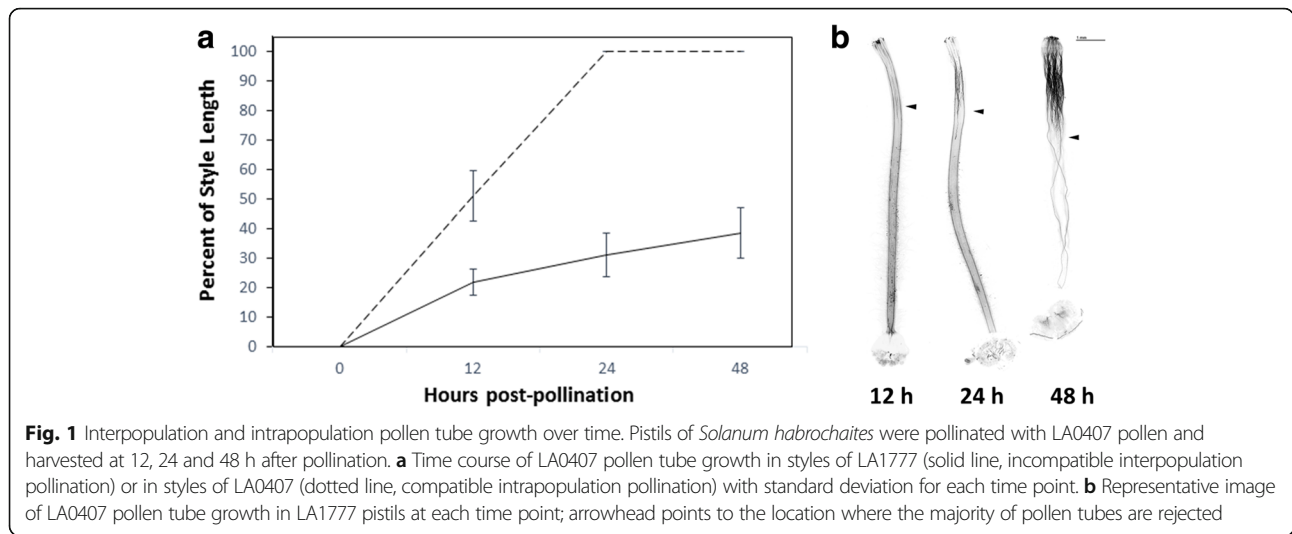 a
100
90
80
70
60
50
40
30
20
10
0
Percent of Style Length
0 12 24 48
Hours post-pollination
b
1 mm
12 h 24 h 48 h
Fig. 1 Interpopulation and intrapopulation pollen tube growth over time. Pistils of Solanum habrochaites were pollinated with LA0407 pollen and
harvested at 12, 24 and 48 h after pollination. a Time course of LA0407 pollen tube growth in styles of LA1777 (solid line, incompatible interpopulation
pollination) or in styles of LA0407 (dotted line, compatible intrapopulation pollination) with standard deviation for each time point. b Representative image
of LA0407 pollen tube growth in LA1777 pistils at each time point; arrowhead points to the location where the majority of pollen tubes are rejected